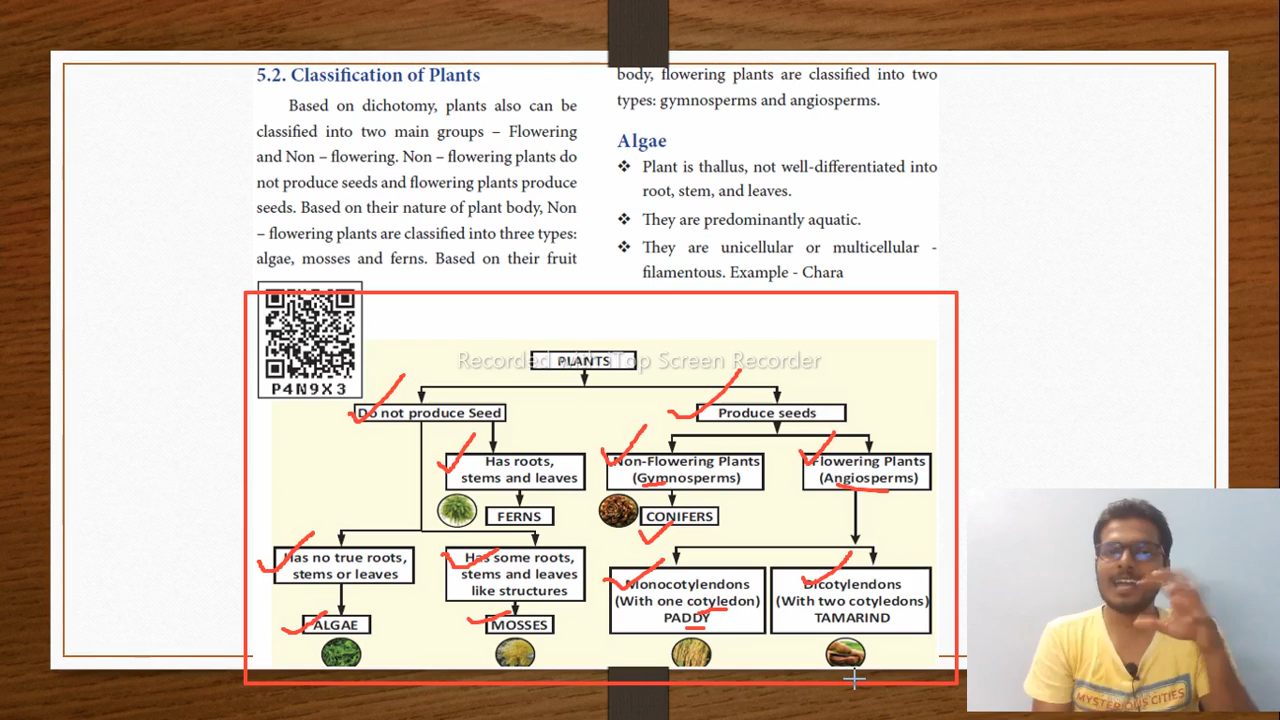 5.2. Classification of Plants
Based on dichotomy, plants also can be
classified into two main groups – Flowering
and Non – flowering. Non – flowering plants do
not produce seeds and flowering plants produce
seeds. Based on their nature of plant body, Non
– flowering plants are classified into three types:
algae, mosses and ferns. Based on their fruit
body, flowering plants are classified into two
types: gymnosperms and angiosperms.
Algae
❖ Plant is thallus, not well-differentiated into
root, stem, and leaves.
❖ They are predominantly aquatic.
❖ They are unicellular or multicellular -
filamentous. Example - Chara
P4N9X3
Recorded with iTop Screen Recorder
PLANTS
Do not produce Seed
Produce seeds
Has roots,
stems and leaves
Non-Flowering Plants
(Gymnosperms)
Flowering Plants
(Angiosperms)
FERNS
CONIFERS
Has no true roots,
stems or leaves
Has some roots,
stems and leaves
like structures
Monocotylendons
(With one cotyledon)
PADDY
Dicotylendons
(With two cotyledons)
TAMARIND
ALGAE
MOSSES
MYSTERIOUS CITIES